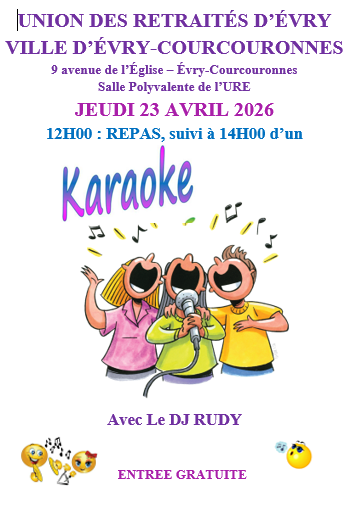 UNION DES RETRAITÉS D’ÉVRY
VILLE D’ÉVRY-COURCOURONNES
9 avenue de l’Église – Évry-Courcouronnes
Salle Polyvalente de l’URE
JEUDI 23 AVRIL 2026
12H00 : REPAS, suivi à 14H00 d’un
Karaoke
Avec Le DJ RUDY
ENTREE GRATUITE